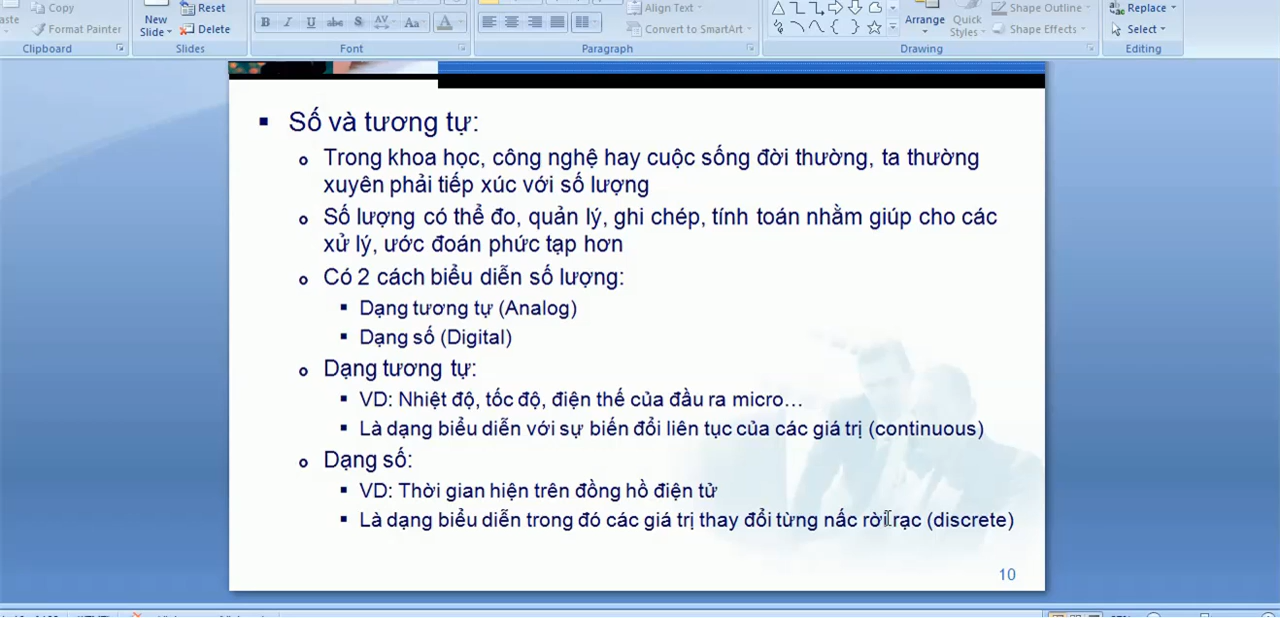 Copy
Format Painter
Clipboard
New
Slide
Reset
Delete
Slides
B I U abc S AV Aa A
Font
Align Text
Convert to SmartArt
Paragraph
Arrange
Quick
Styles
Shape Outline
Shape Effects
Drawing
Replace
Select
Editing
Số và tương tự:
Trong khoa học, công nghệ hay cuộc sống đời thường, ta thường
xuyên phải tiếp xúc với số lượng
Số lượng có thể đo, quản lý, ghi chép, tính toán nhằm giúp cho các
xử lý, ước đoán phức tạp hơn
Có 2 cách biểu diễn số lượng:
Dạng tương tự (Analog)
Dạng số (Digital)
Dạng tương tự:
VD: Nhiệt độ, tốc độ, điện thế của đầu ra micro…
Là dạng biểu diễn với sự biến đổi liên tục của các giá trị (continuous)
Dạng số:
VD: Thời gian hiện trên đồng hồ điện tử
Là dạng biểu diễn trong đó các giá trị thay đổi từng nấc rời rạc (discrete)
10